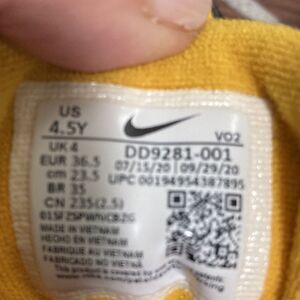 US
4.5Y
VO2
UK 4
EUR 36.5
cm 23.5
BR 35
CN 235(2.5)
DD9281-001
07/15/20 09/29/20
UPC 00194954387895
MADE IN VIETNAM
HECHO EN VIETNAM
FABRIQUÉ AU VIETNAM
FABRICADO NO VIETNÃ